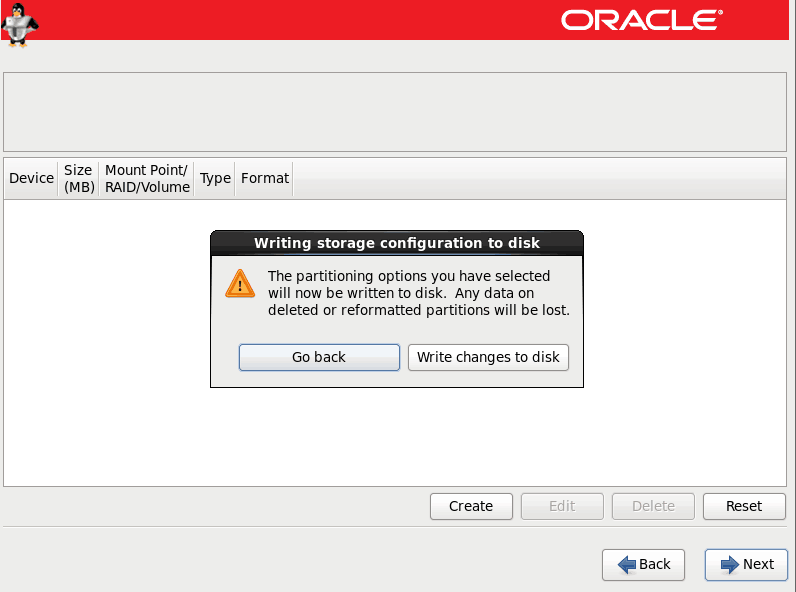 ORACLE®
Device
Size
(MB)
Mount Point/
RAID/Volume
Type
Format
Writing storage configuration to disk
The partitioning options you have selected
will now be written to disk.  Any data on
deleted or reformatted partitions will be lost.
Go back
Write changes to disk
Create
Edit
Delete
Reset
Back
Next